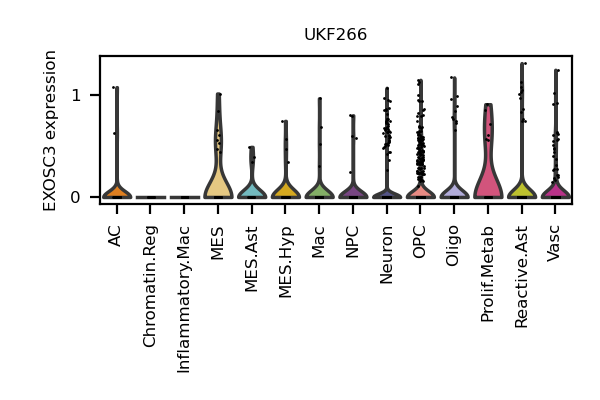 UKF266
EXOSC3 expression
1
0
AC
Chromatin.Reg
Inflammatory.Mac
MES
MES.Ast
MES.Hyp
Mac
NPC
Neuron
OPC
Oligo
Prolif.Metab
Reactive.Ast
Vasc